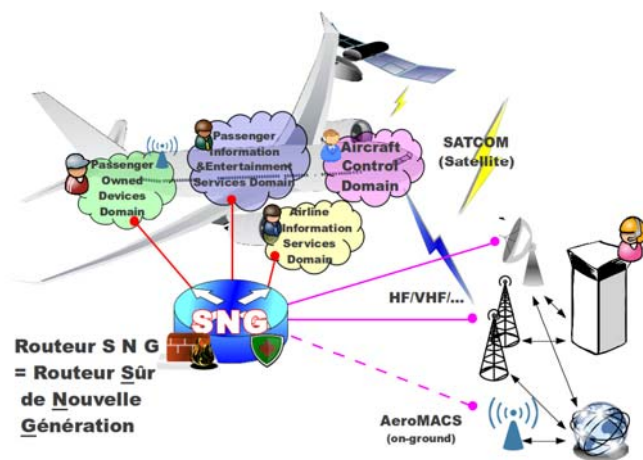 Passenger
Owned
Devices
Domain
Passenger
Information
&Entertainment
Services Domain
Aircraft
Control
Domain
Airline
Information
Services
Domain
SATCOM
(Satellite)
SNG
HF/VHF/...
Routeur S N G
= Routeur Sûr
de Nouvelle
Génération
AeroMACS
(on-ground)